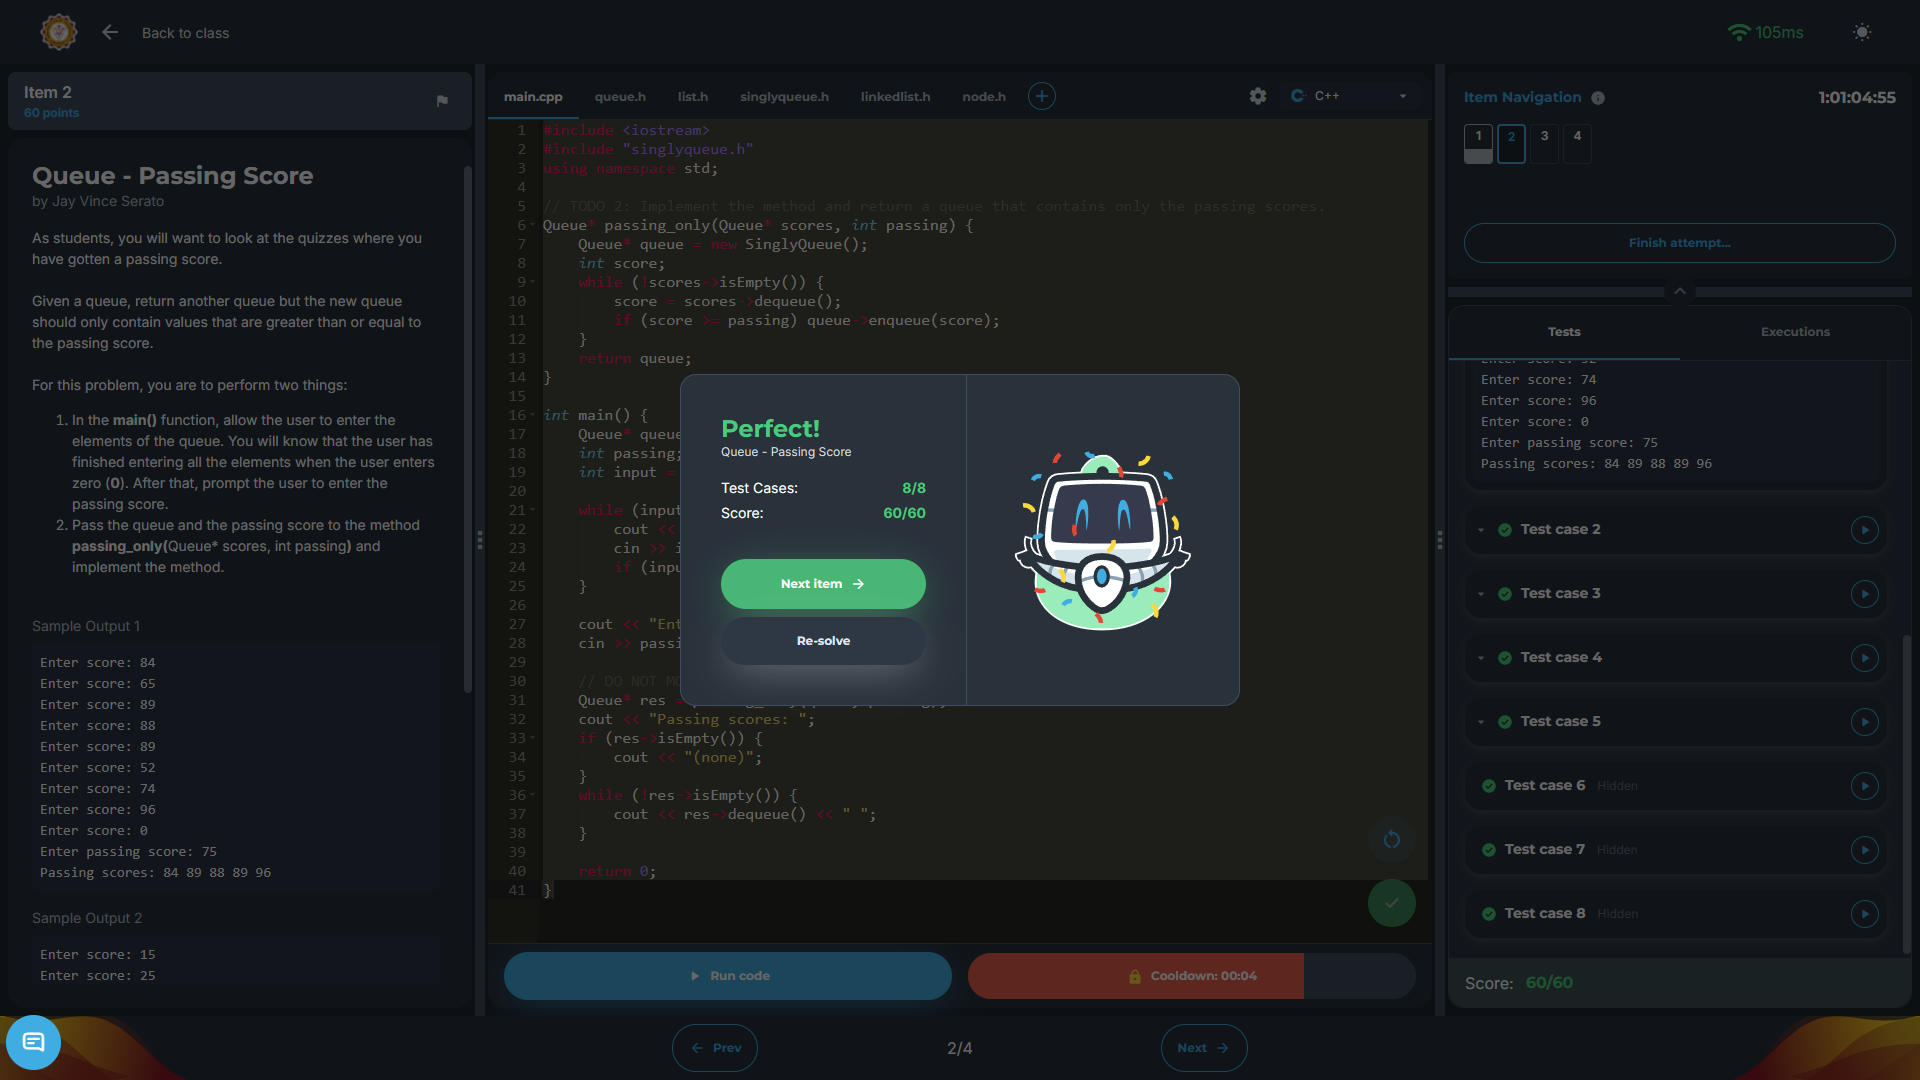 Back to class
105ms
Item 2
60 points
Queue - Passing Score
by Jay Vince Serato
As students, you will want to look at the quizzes where you
have gotten a passing score.
Given a queue, return another queue but the new queue
should only contain values that are greater than or equal to
the passing score.
For this problem, you are to perform two things:
1. In the main() function, allow the user to enter the
elements of the queue. You will know that the user has
finished entering all the elements when the user enters
zero (0). After that, prompt the user to enter the
passing score.
2. Pass the queue and the passing score to the method
passing_only(Queue* scores, int passing) and
implement the method.
Sample Output 1
Enter score: 84
Enter score: 65
Enter score: 89
Enter score: 88
Enter score: 89
Enter score: 52
Enter score: 74
Enter score: 96
Enter score: 0
Enter passing score: 75
Passing scores: 84 89 88 89 96
Sample Output 2
Enter score: 15
Enter score: 25
main.cpp queue.h list.h singlyqueue.h linkedlist.h node.h
C++
1 #include <iostream>
2 #include "singlyqueue.h"
3 using namespace std;
4
5 // TODO 2: Implement the method and return a queue that contains only the passing scores.
6 Queue* passing_only(Queue* scores, int passing) {
7 Queue* queue = new SinglyQueue();
8 int score;
9 while (!scores->isEmpty()) {
10 score = scores->dequeue();
11 if (score >= passing) queue->enqueue(score);
12 }
13 return queue;
14 }
15
16 int main() {
17 Queue* queue
18 int passing;
19 int input =
20
21 while (input
22 cout <<
23 cin >> i
24 if (inpu
25 }
26
27 cout << "Ent
28 cin >> passi
29
30 // DO NOT MO
31 Queue* res =
32 cout << "Passing scores: ";
33 if (res->isEmpty()) {
34 cout << "(none)";
35 }
36 while (!res->isEmpty()) {
37 cout << res->dequeue() << " ";
38 }
39
40 return 0;
41 }
Perfect!
Queue - Passing Score
Test Cases: 8/8
Score: 60/60
Next item
Re-solve
Run code
Cooldown: 00:04
Prev
2/4
Next
Item Navigation
1:01:04:55
1 2 3 4
Finish attempt...
Tests Executions
Enter score: 52
Enter score: 74
Enter score: 96
Enter score: 0
Enter passing score: 75
Passing scores: 84 89 88 89 96
Test case 2
Test case 3
Test case 4
Test case 5
Test case 6 Hidden
Test case 7 Hidden
Test case 8 Hidden
Score: 60/60